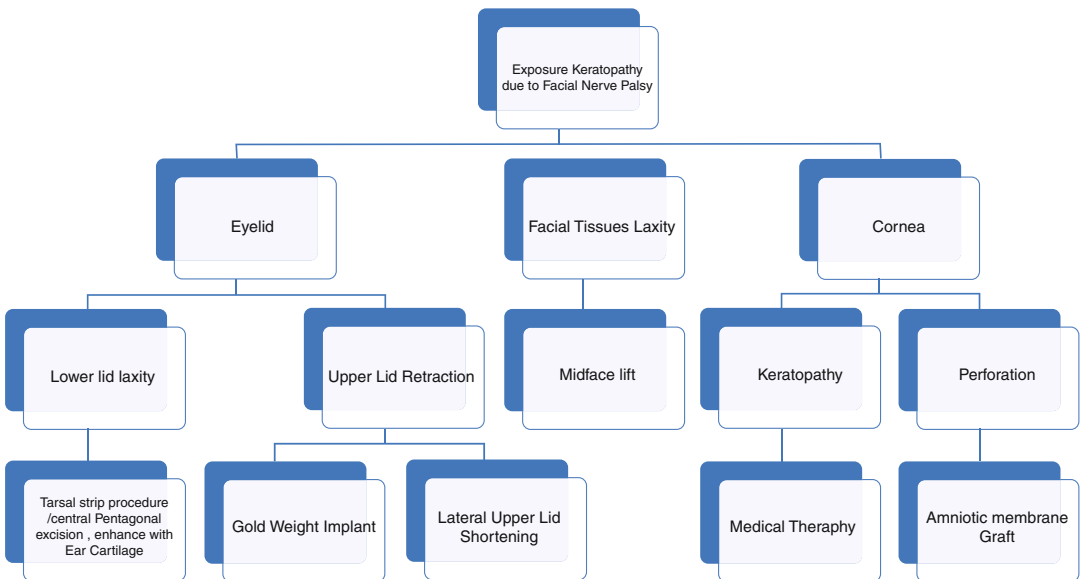 Exposure Keratopathy
due to Facial Nerve Palsy
Eyelid
Facial Tissues Laxity
Cornea
Lower lid laxity
Upper Lid Retraction
Midface lift
Keratopathy
Perforation
Tarsal strip procedure
/central Pentagonal
excision , enhance with
Ear Cartilage
Gold Weight Implant
Lateral Upper Lid
Shortening
Medical Theraphy
Amniotic membrane
Graft